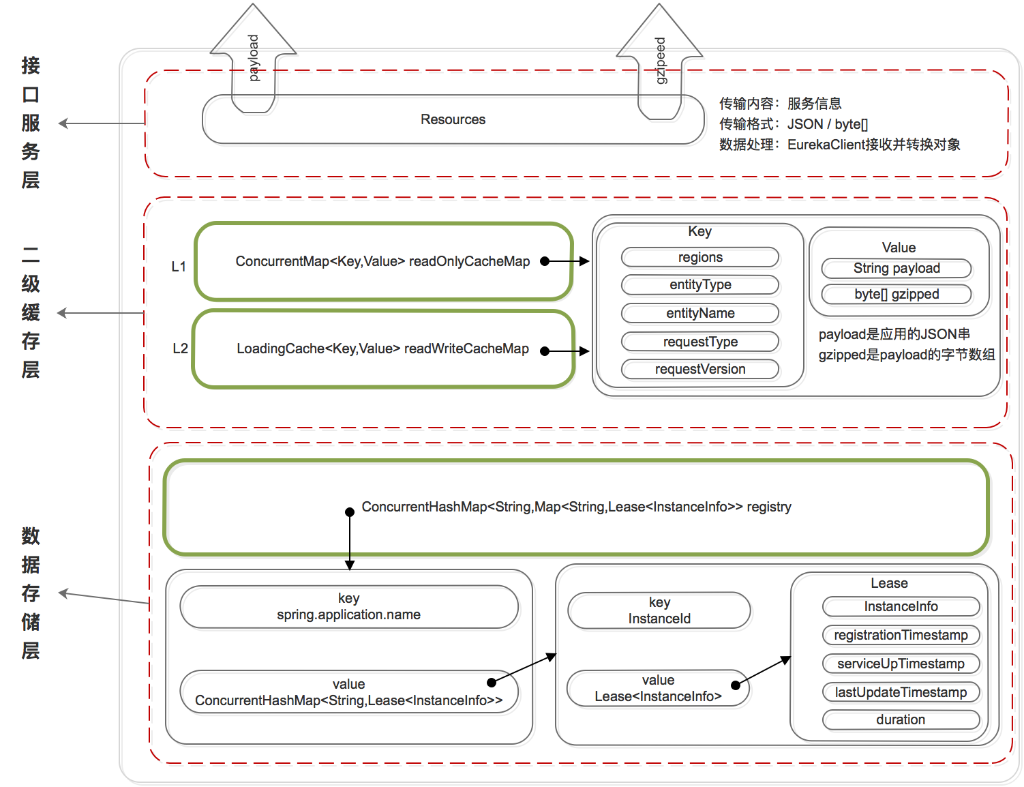 payload
gzipeed
接口服务层
Resources
传输内容：服务信息
传输格式：JSON / byte[]
数据处理：EurekaClient接收并转换对象
二级缓存层
L1
ConcurrentMap<Key,Value> readOnlyCacheMap
L2
LoadingCache<Key,Value> readWriteCacheMap
Key
regions
entityType
entityName
requestType
requestVersion
Value
String payload
byte[] gzipped
payload是应用的JSON串
gzipped是payload的字节数组
数据存储层
ConcurrentHashMap<String,Map<String,Lease<InstanceInfo>> registry
key
spring.application.name
value
ConcurrentHashMap<String,Lease<InstanceInfo>>
key
InstanceId
value
Lease<InstanceInfo>
Lease
InstanceInfo
registrationTimestamp
serviceUpTimestamp
lastUpdateTimestamp
duration